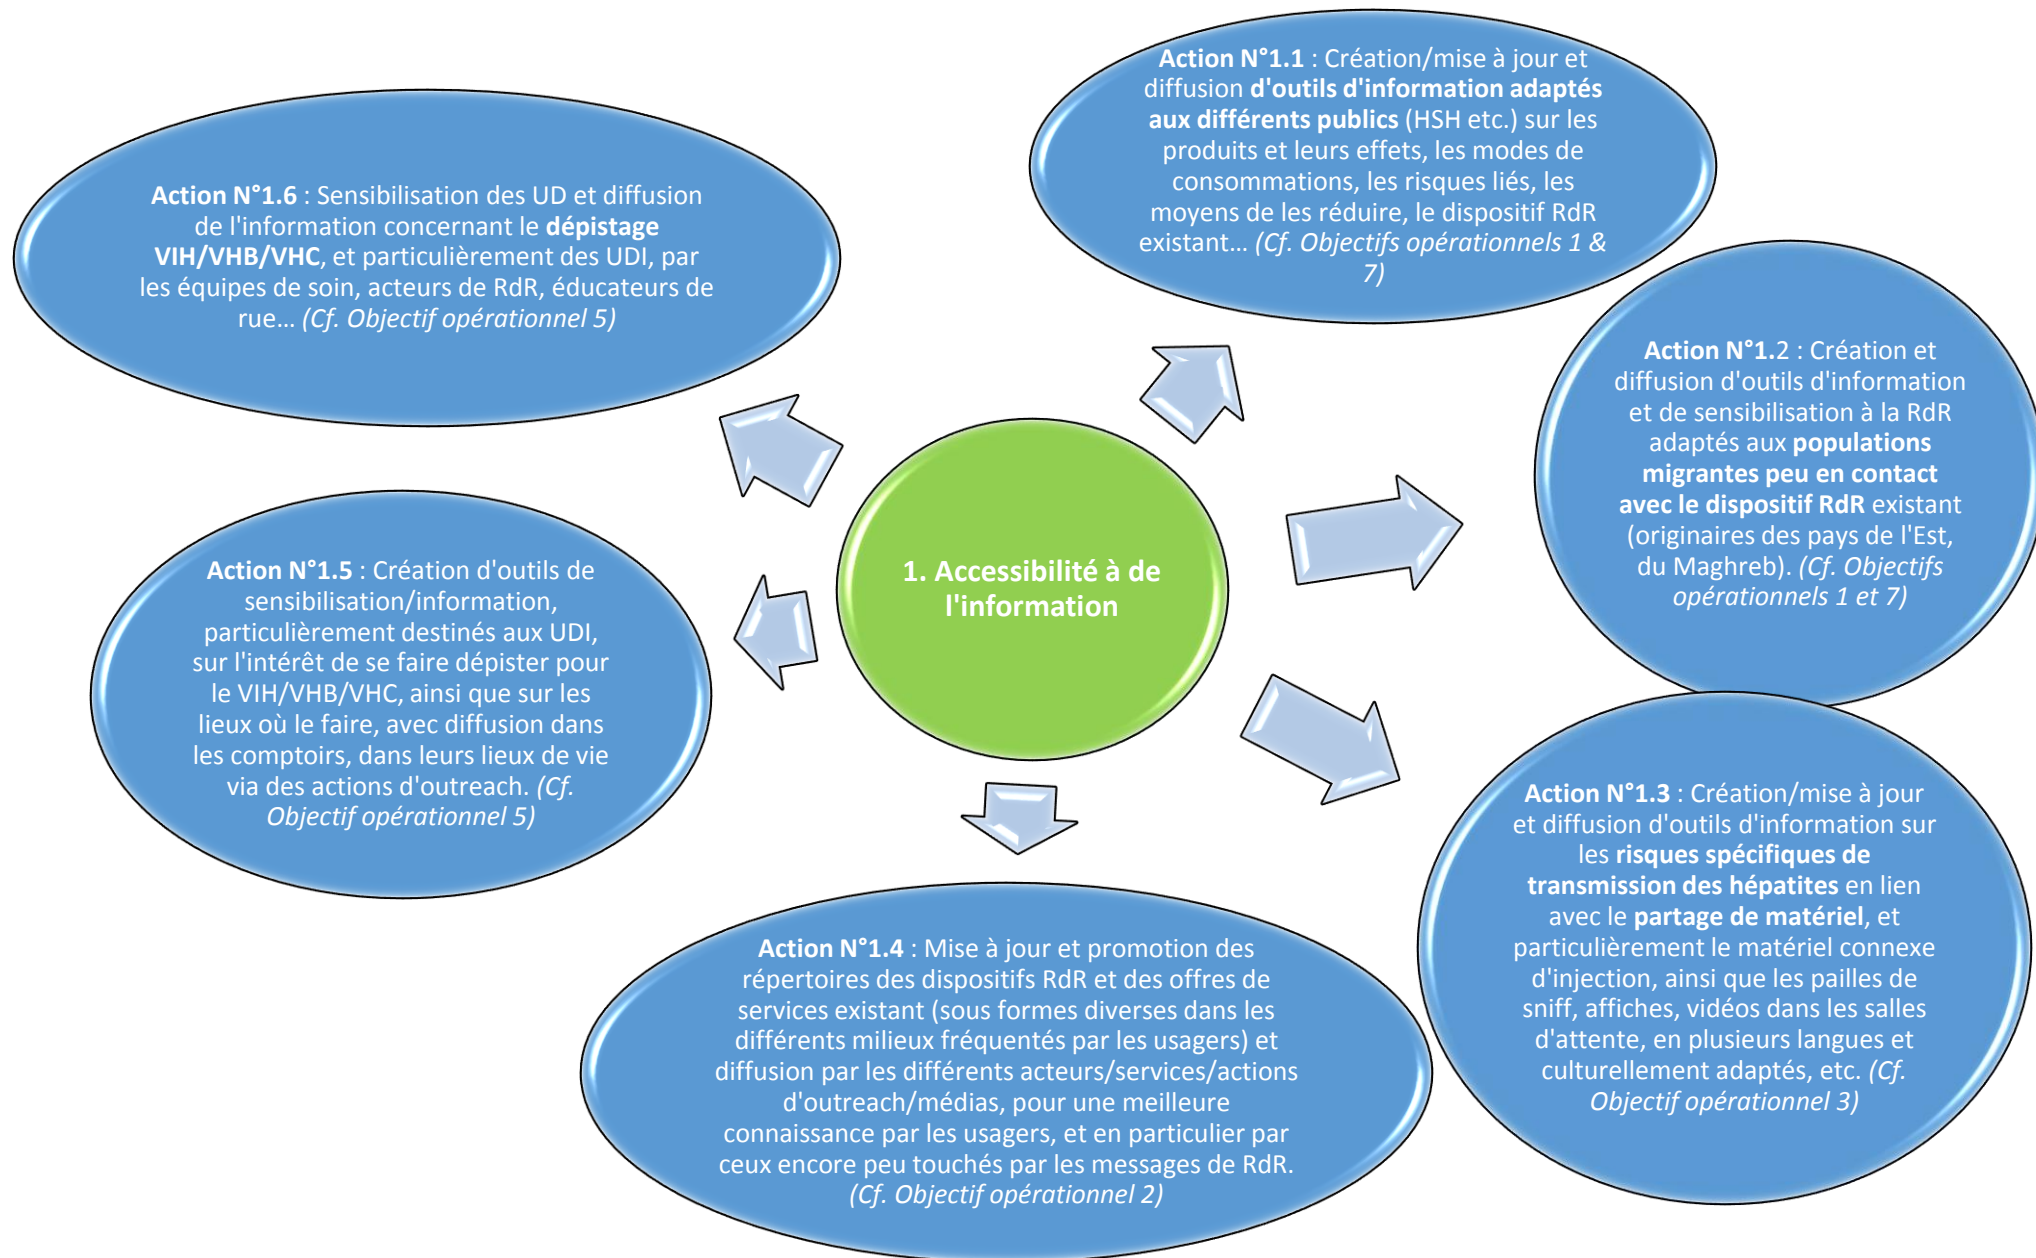 Action N°1.1 : Création/mise à jour et
diffusion d'outils d'information adaptés
aux différents publics (HSH etc.) sur les
produits et leurs effets, les modes de
consommations, les risques liés, les
moyens de les réduire, le dispositif RdR
existant... (Cf. Objectifs opérationnels 1 &
7)
Action N°1.6 : Sensibilisation des UD et diffusion
de l'information concernant le dépistage
VIH/VHB/VHC, et particulièrement des UDI, par
les équipes de soin, acteurs de RdR, éducateurs de
rue... (Cf. Objectif opérationnel 5)
Action N°1.2 : Création et
diffusion d'outils d'information
et de sensibilisation à la RdR
adaptés aux populations
migrantes peu en contact
avec le dispositif RdR existant
(originaires des pays de l'Est,
du Maghreb). (Cf. Objectifs
opérationnels 1 et 7)
1. Accessibilité à de
l'information
Action N°1.5 : Création d'outils de
sensibilisation/information,
particulièrement destinés aux UDI,
sur l'intérêt de se faire dépister pour
le VIH/VHB/VHC, ainsi que sur les
lieux où le faire, avec diffusion dans
les comptoirs, dans leurs lieux de vie
via des actions d'outreach. (Cf.
Objectif opérationnel 5)
Action N°1.3 : Création/mise à jour
et diffusion d'outils d'information sur
les risques spécifiques de
transmission des hépatites en lien
avec le partage de matériel, et
particulièrement le matériel connexe
d'injection, ainsi que les pailles de
sniff, affiches, vidéos dans les salles
d'attente, en plusieurs langues et
culturellement adaptés, etc. (Cf.
Objectif opérationnel 3)
Action N°1.4 : Mise à jour et promotion des
répertoires des dispositifs RdR et des offres de
services existant (sous formes diverses dans les
différents milieux fréquentés par les usagers) et
diffusion par les différents acteurs/services/actions
d'outreach/médias, pour une meilleure
connaissance par les usagers, et en particulier par
ceux encore peu touchés par les messages de RdR.
(Cf. Objectif opérationnel 2)